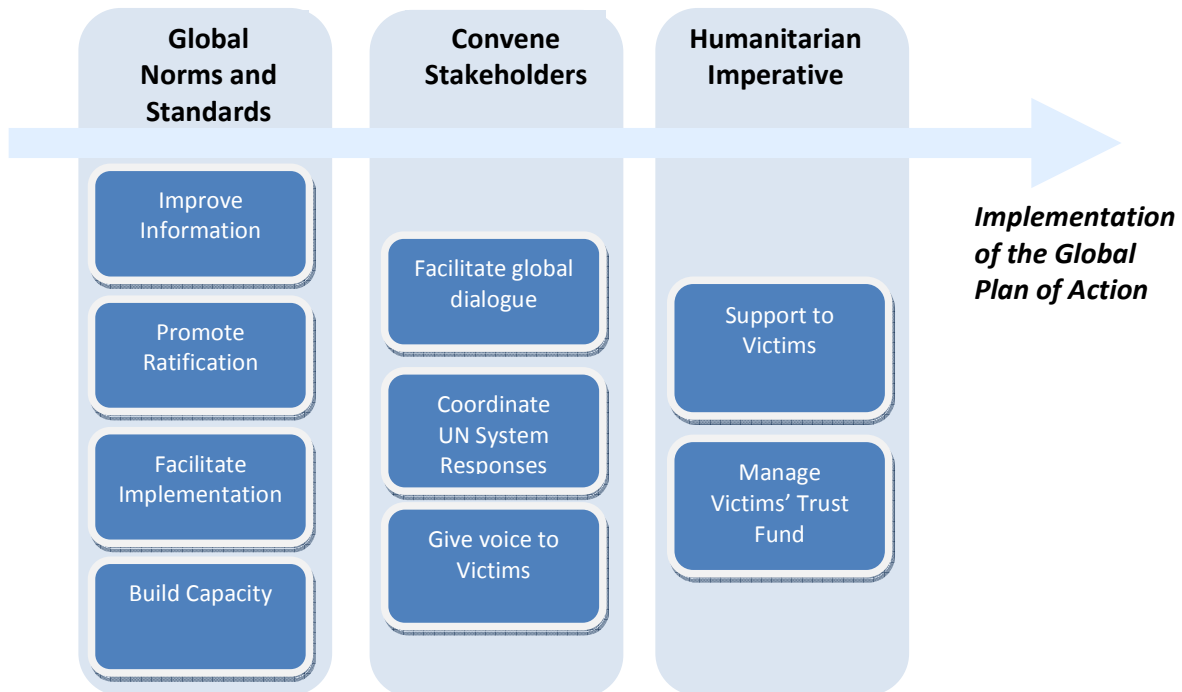 Global
Norms and
Standards
Improve
Information
Promote
Ratification
Facilitate
Implementation
Build Capacity
Convene
Stakeholders
Facilitate global
dialogue
Coordinate
UN System
Responses
Give voice to
Victims
Humanitarian
Imperative
Support to
Victims
Manage
Victims’ Trust
Fund
Implementation
of the Global
Plan of Action